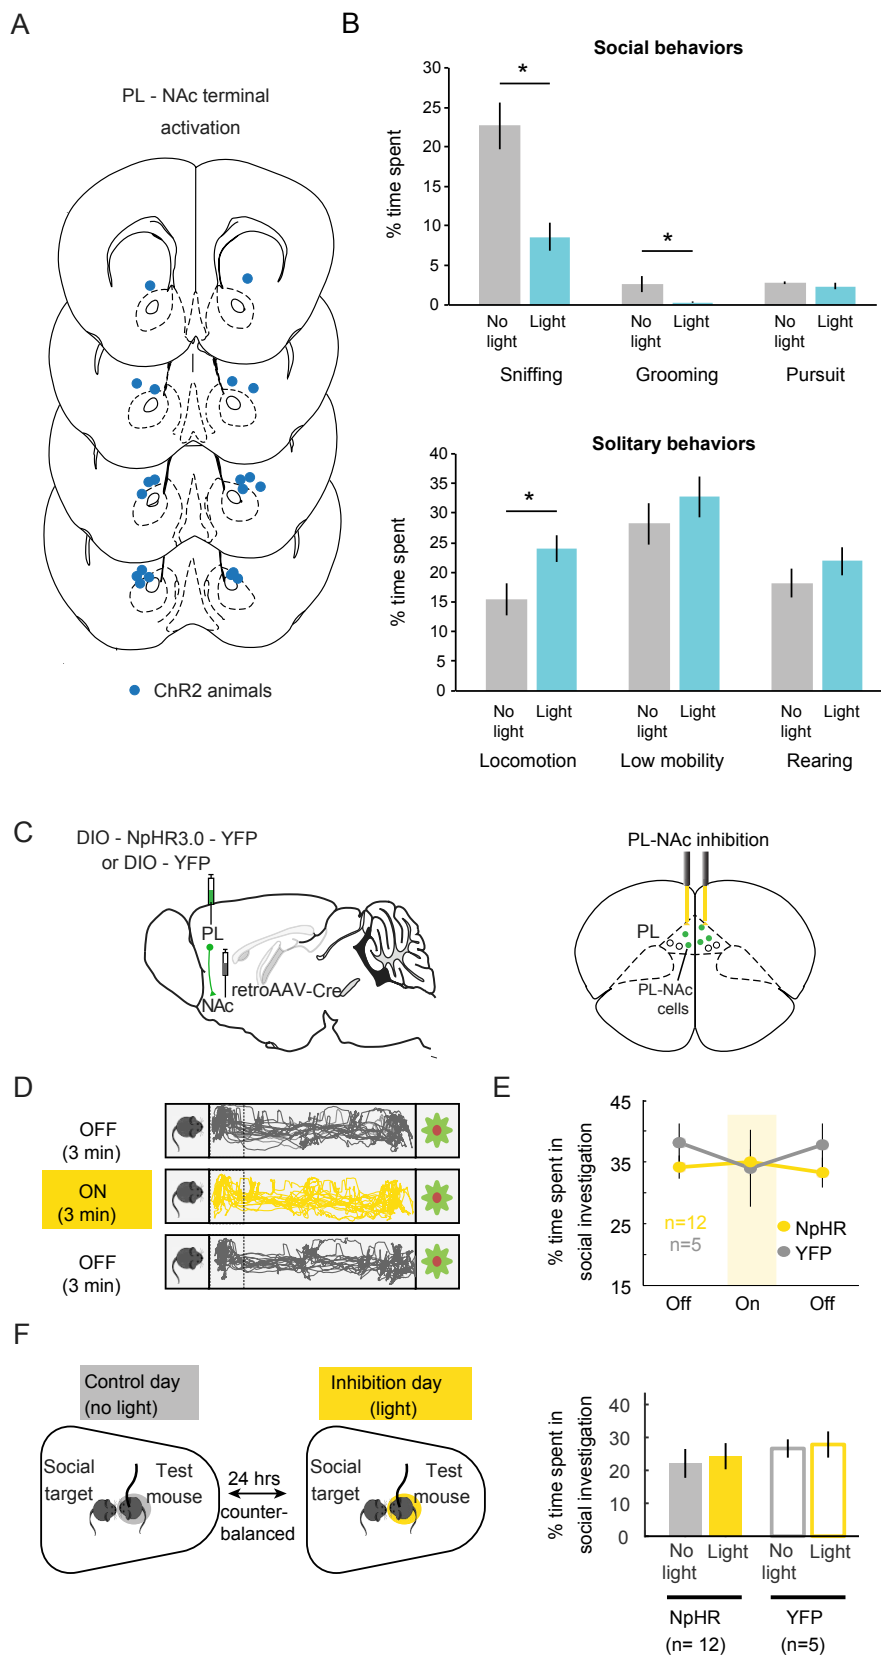 A
PL - NAc terminal
activation
ChR2 animals
B
Social behaviors
% time spent
30
25
20
15
10
5
0
*
*
No
light
Light
No
light
Light
No
light
Light
Sniffing
Grooming
Pursuit
Solitary behaviors
% time spent
40
35
30
25
20
15
10
5
0
*
No
light
Light
No
light
Light
No
light
Light
Locomotion
Low mobility
Rearing
C
DIO - NpHR3.0 - YFP
or DIO - YFP
PL
NAc
retroAAV-Cre
PL-NAc inhibition
PL
PL-NAc
cells
D
OFF
(3 min)
ON
(3 min)
OFF
(3 min)
E
% time spent in
social investigation
45
35
25
15
n=12
n=5
NpHR
YFP
Off
On
Off
F
Control day
(no light)
Social
target
Test
mouse
24 hrs
counter-
balanced
Inhibition day
(light)
Social
target
Test
mouse
% time spent in
social investigation
40
30
20
10
0
No
light
Light
No
light
Light
NpHR
(n= 12)
YFP
(n=5)